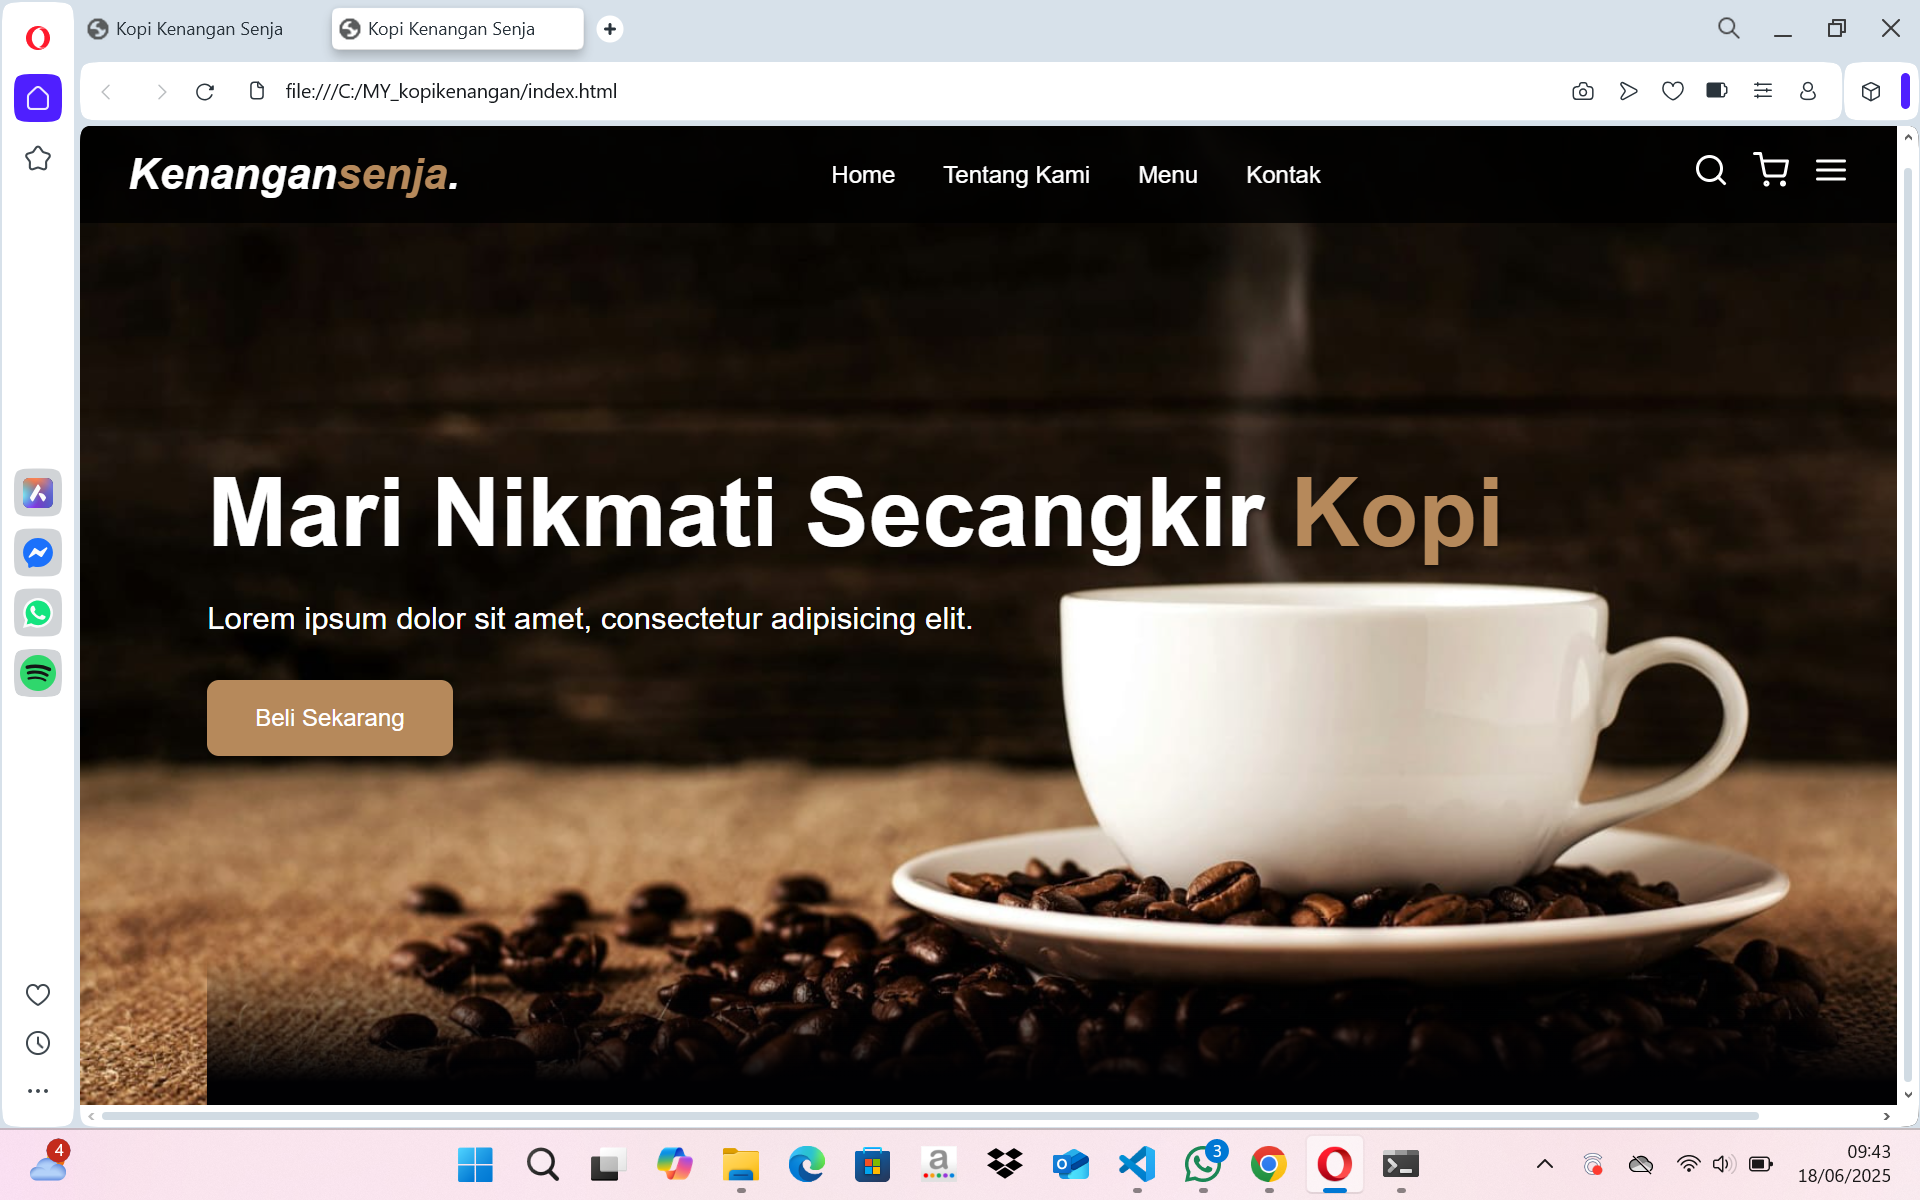 Kopi Kenangan Senja
Kopi Kenangan Senja
file:///C:/MY_kopikenangan/index.html
Kenangansenja.
Home
Tentang Kami
Menu
Kontak
Mari Nikmati Secangkir Kopi
Lorem ipsum dolor sit amet, consectetur adipisicing elit.
Beli Sekarang
4
a
3
09:43
18/06/2025